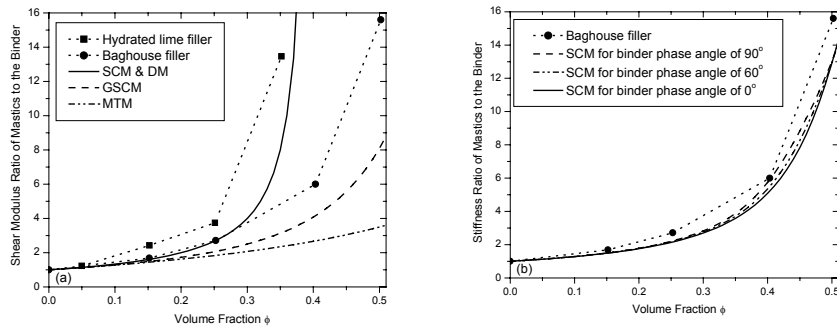 Shear Modulus Ratio of Mastics to the Binder
16
14
12
10
8
6
4
2
0
Hydrated lime filler
Baghouse filler
SCM & DM
GSCM
MTM
(a)
0.0 0.1 0.2 0.3 0.4 0.5
Volume Fraction ϕ
Stiffness Ratio of Mastics to the Binder
16
14
12
10
8
6
4
2
0
Baghouse filler
SCM for binder phase angle of 90°
SCM for binder phase angle of 60°
SCM for binder phase angle of 0°
(b)
0.0 0.1 0.2 0.3 0.4 0.5
Volume Fraction ϕ